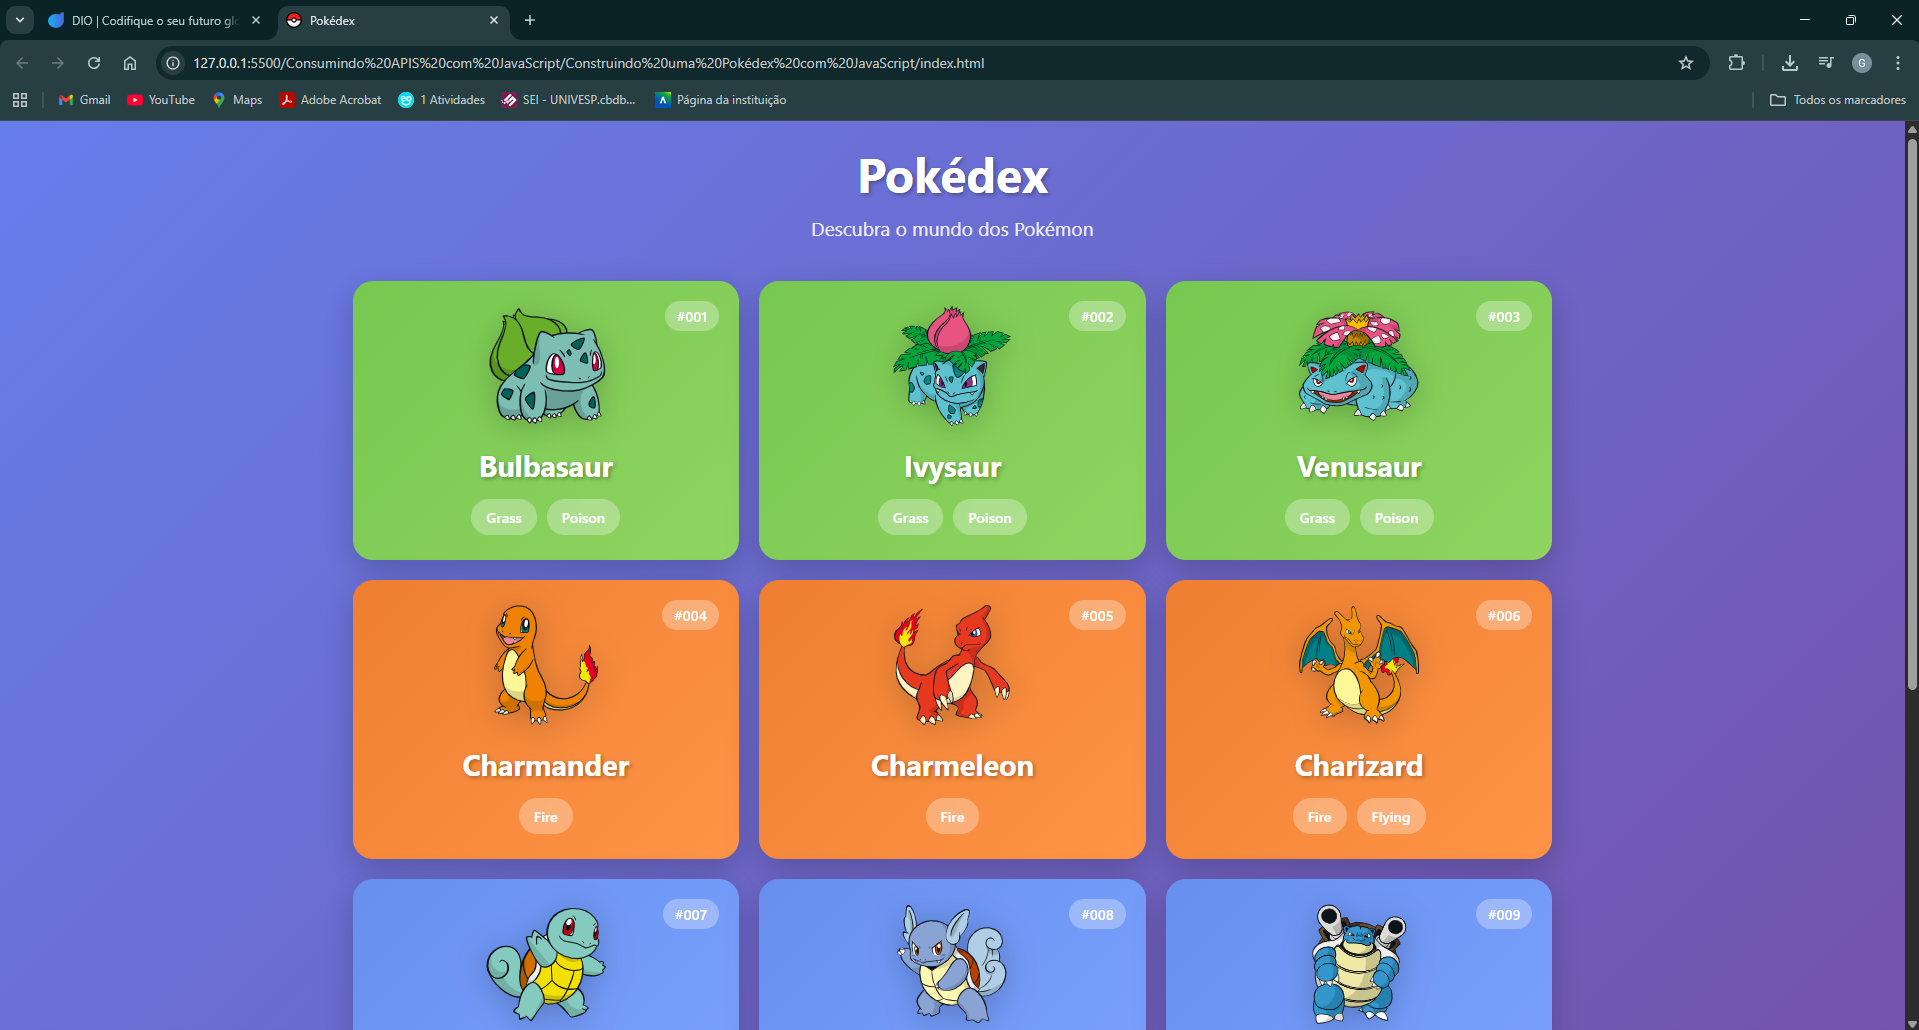 DIO | Codifique o seu futuro glo
Pokédex
127.0.0.1:5500/Consumindo%20APIS%20com%20JavaScript/Construindo%20uma%20Pokédex%20com%20JavaScript/index.html
G
Gmail
YouTube
Maps
Adobe Acrobat
1 Atividades
SEI - UNIVESP.cbdb...
Página da instituição
Todos os marcadores
Pokédex
Descubra o mundo dos Pokémon
#001
Bulbasaur
Grass Poison
#002
Ivysaur
Grass Poison
#003
Venusaur
Grass Poison
#004
Charmander
Fire
#005
Charmeleon
Fire
#006
Charizard
Fire Flying
#007
#008
#009